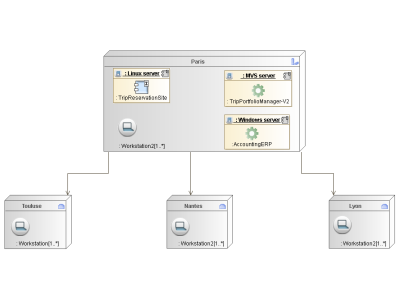 Paris
: Linux server
: TripReservationSite
: MVS server
: TripPortfolioManager-V2
: Windows server
: AccountingERP
: Workstation2[1..*]
Toulouse
: Workstation[1..*]
Nantes
: Workstation2[1..*]
Lyon
: Workstation2[1..*]